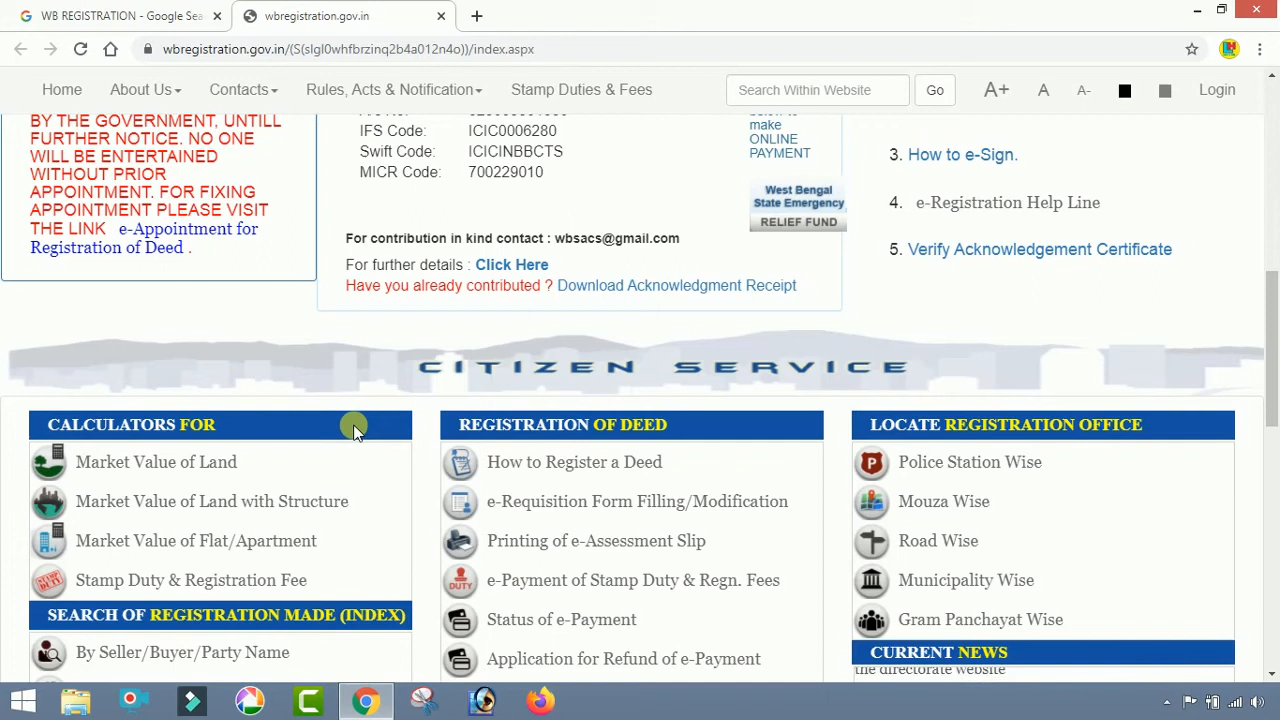 WB REGISTRATION - Google Sea
wbregistration.gov.in
wbregistration.gov.in/(S(slgl0whfbrzinq2b4a012n4o))/index.aspx
Home
About Us
Contacts
Rules, Acts & Notification
Stamp Duties & Fees
Search Within Website
Go
A+
A
A-
Login
BY THE GOVERNMENT, UNTILL
FURTHER NOTICE. NO ONE
WILL BE ENTERTAINED
WITHOUT PRIOR
APPOINTMENT. FOR FIXING
APPOINTMENT PLEASE VISIT
THE LINK e-Appointment for
Registration of Deed .
IFS Code: ICIC0006280
Swift Code: ICICINBBCTS
MICR Code: 700229010
For contribution in kind contact : wbsacs@gmail.com
For further details : Click Here
Have you already contributed ? Download Acknowledgment Receipt
below to
make
ONLINE
PAYMENT
West Bengal
State Emergency
RELIEF FUND
3. How to e-Sign.
4. e-Registration Help Line
5. Verify Acknowledgement Certificate
CITIZEN SERVICE
CALCULATORS FOR
Market Value of Land
Market Value of Land with Structure
Market Value of Flat/Apartment
Stamp Duty & Registration Fee
SEARCH OF REGISTRATION MADE (INDEX)
By Seller/Buyer/Party Name
REGISTRATION OF DEED
How to Register a Deed
e-Requisition Form Filling/Modification
Printing of e-Assessment Slip
e-Payment of Stamp Duty & Regn. Fees
Status of e-Payment
Application for Refund of e-Payment
LOCATE REGISTRATION OFFICE
Police Station Wise
Mouza Wise
Road Wise
Municipality Wise
Gram Panchayat Wise
CURRENT NEWS
the directorate website